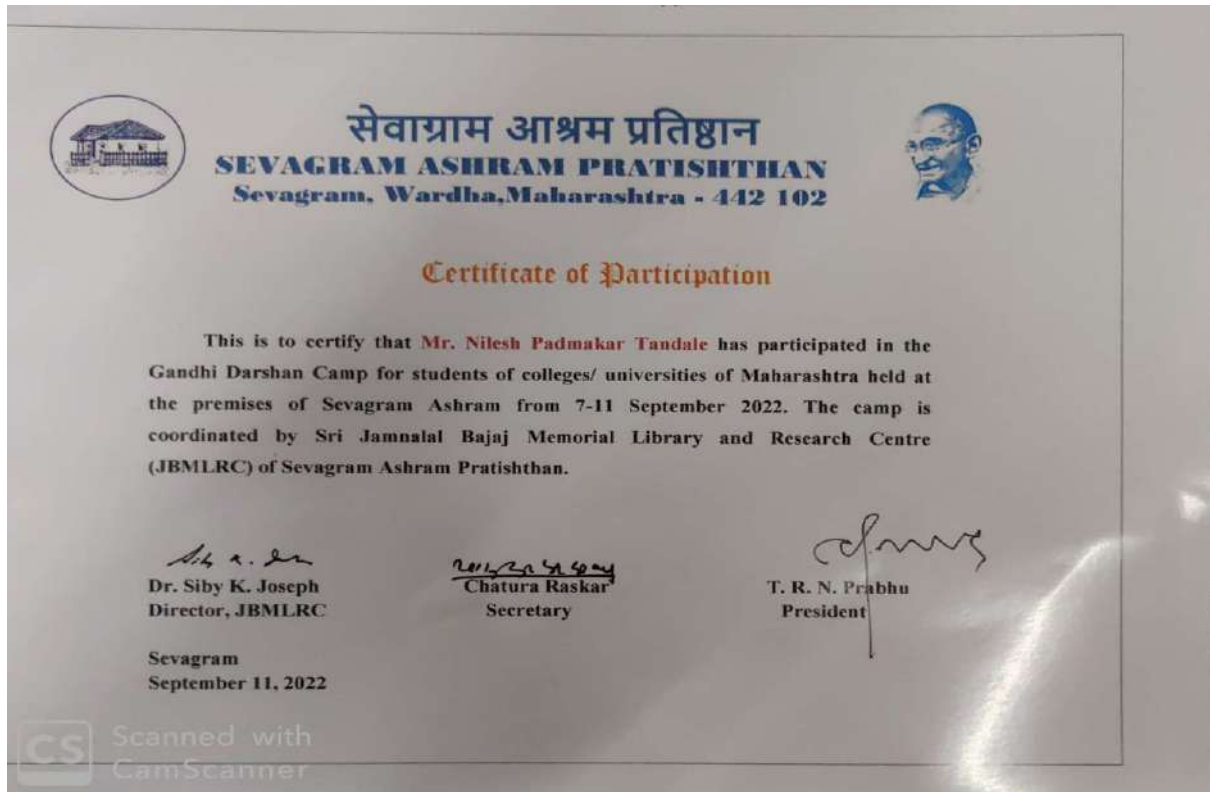 सेवाग्राम आश्रम प्रतिष्ठान
SEVAGRAM ASHRAM PRATISHTHAN
Sevagram, Wardha,Maharashtra - 442 102
Certificate of Participation
This is to certify that Mr. Nilesh Padmakar Tandale has participated in the
Gandhi Darshan Camp for students of colleges/ universities of Maharashtra held at
the premises of Sevagram Ashram from 7-11 September 2022. The camp is
coordinated by Sri Jamnalal Bajaj Memorial Library and Research Centre
(JBMLRC) of Sevagram Ashram Pratishthan.
Dr. Siby K. Joseph
Director, JBMLRC
Chatura Raskar
Secretary
T. R. N. Prabhu
President
Sevagram
September 11, 2022
CS Scanned with
CamScanner